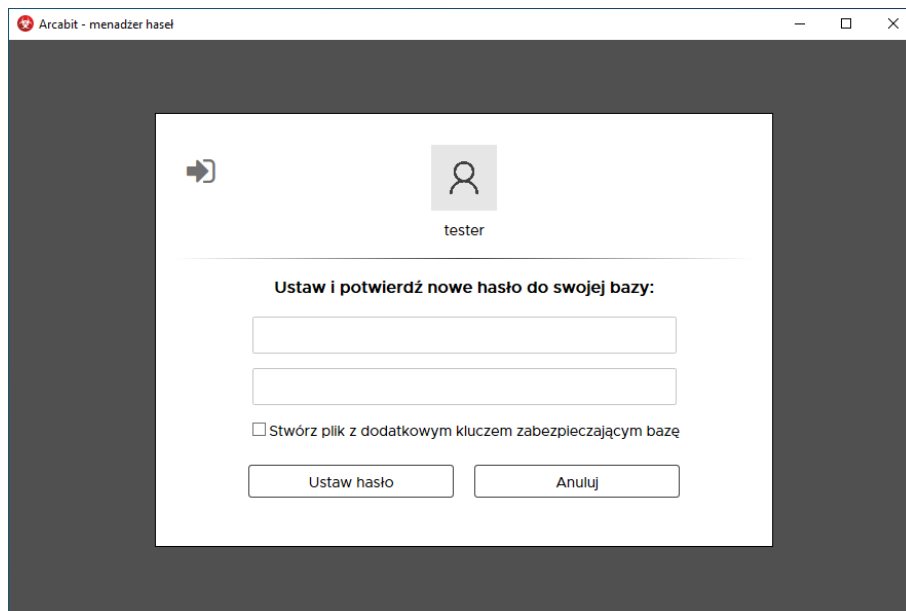 Arcabit - menadżer haseł
tester
Ustaw i potwierdź nowe hasło do swojej bazy:
Stwórz plik z dodatkowym kluczem zabezpieczającym bazę
Ustaw hasło
Anuluj